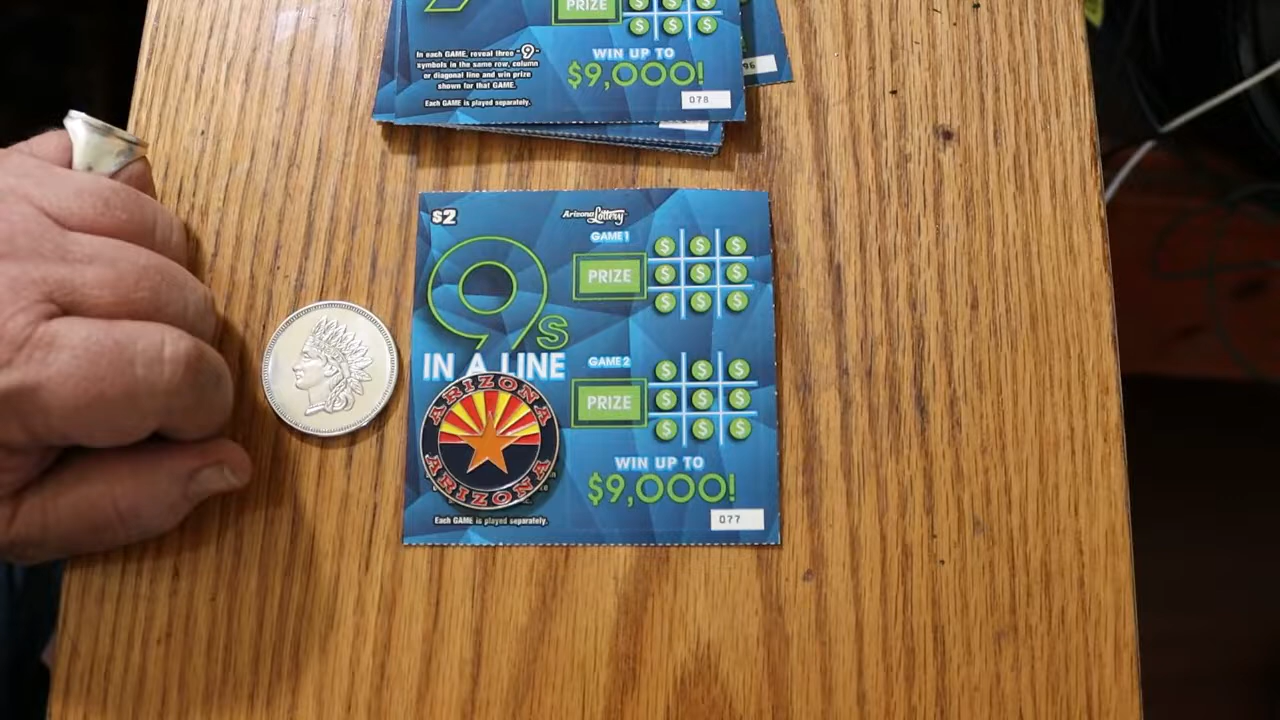 PRIZE
In each GAME, reveal three "9"
symbols in the same row, column
or diagonal line and win prize
shown for that GAME.
Each GAME is played separately.
WIN UP TO
$9,000!
078
96
$2
Arizona Lottery
GAME 1
PRIZE
9s
IN A LINE
GAME 2
PRIZE
ARIZONA
ARIZONA
WIN UP TO
$9,000!
Each GAME is played separately.
077